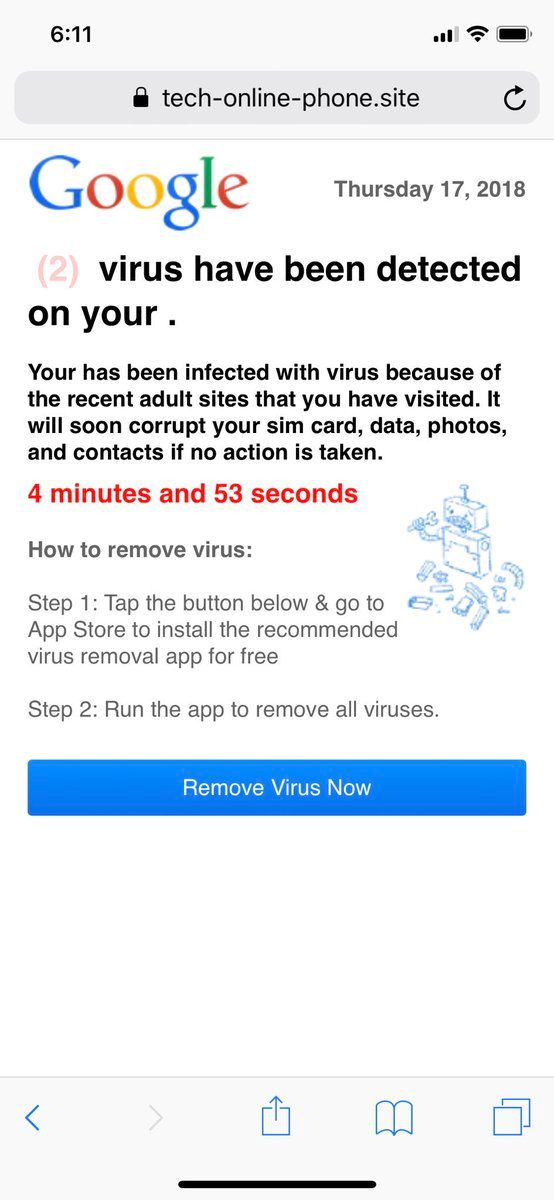 6:11
tech-online-phone.site
Google
Thursday 17, 2018
(2) virus have been detected
on your .
Your has been infected with virus because of
the recent adult sites that you have visited. It
will soon corrupt your sim card, data, photos,
and contacts if no action is taken.
4 minutes and 53 seconds
How to remove virus:
Step 1: Tap the button below & go to
App Store to install the recommended
virus removal app for free
Step 2: Run the app to remove all viruses.
Remove Virus Now